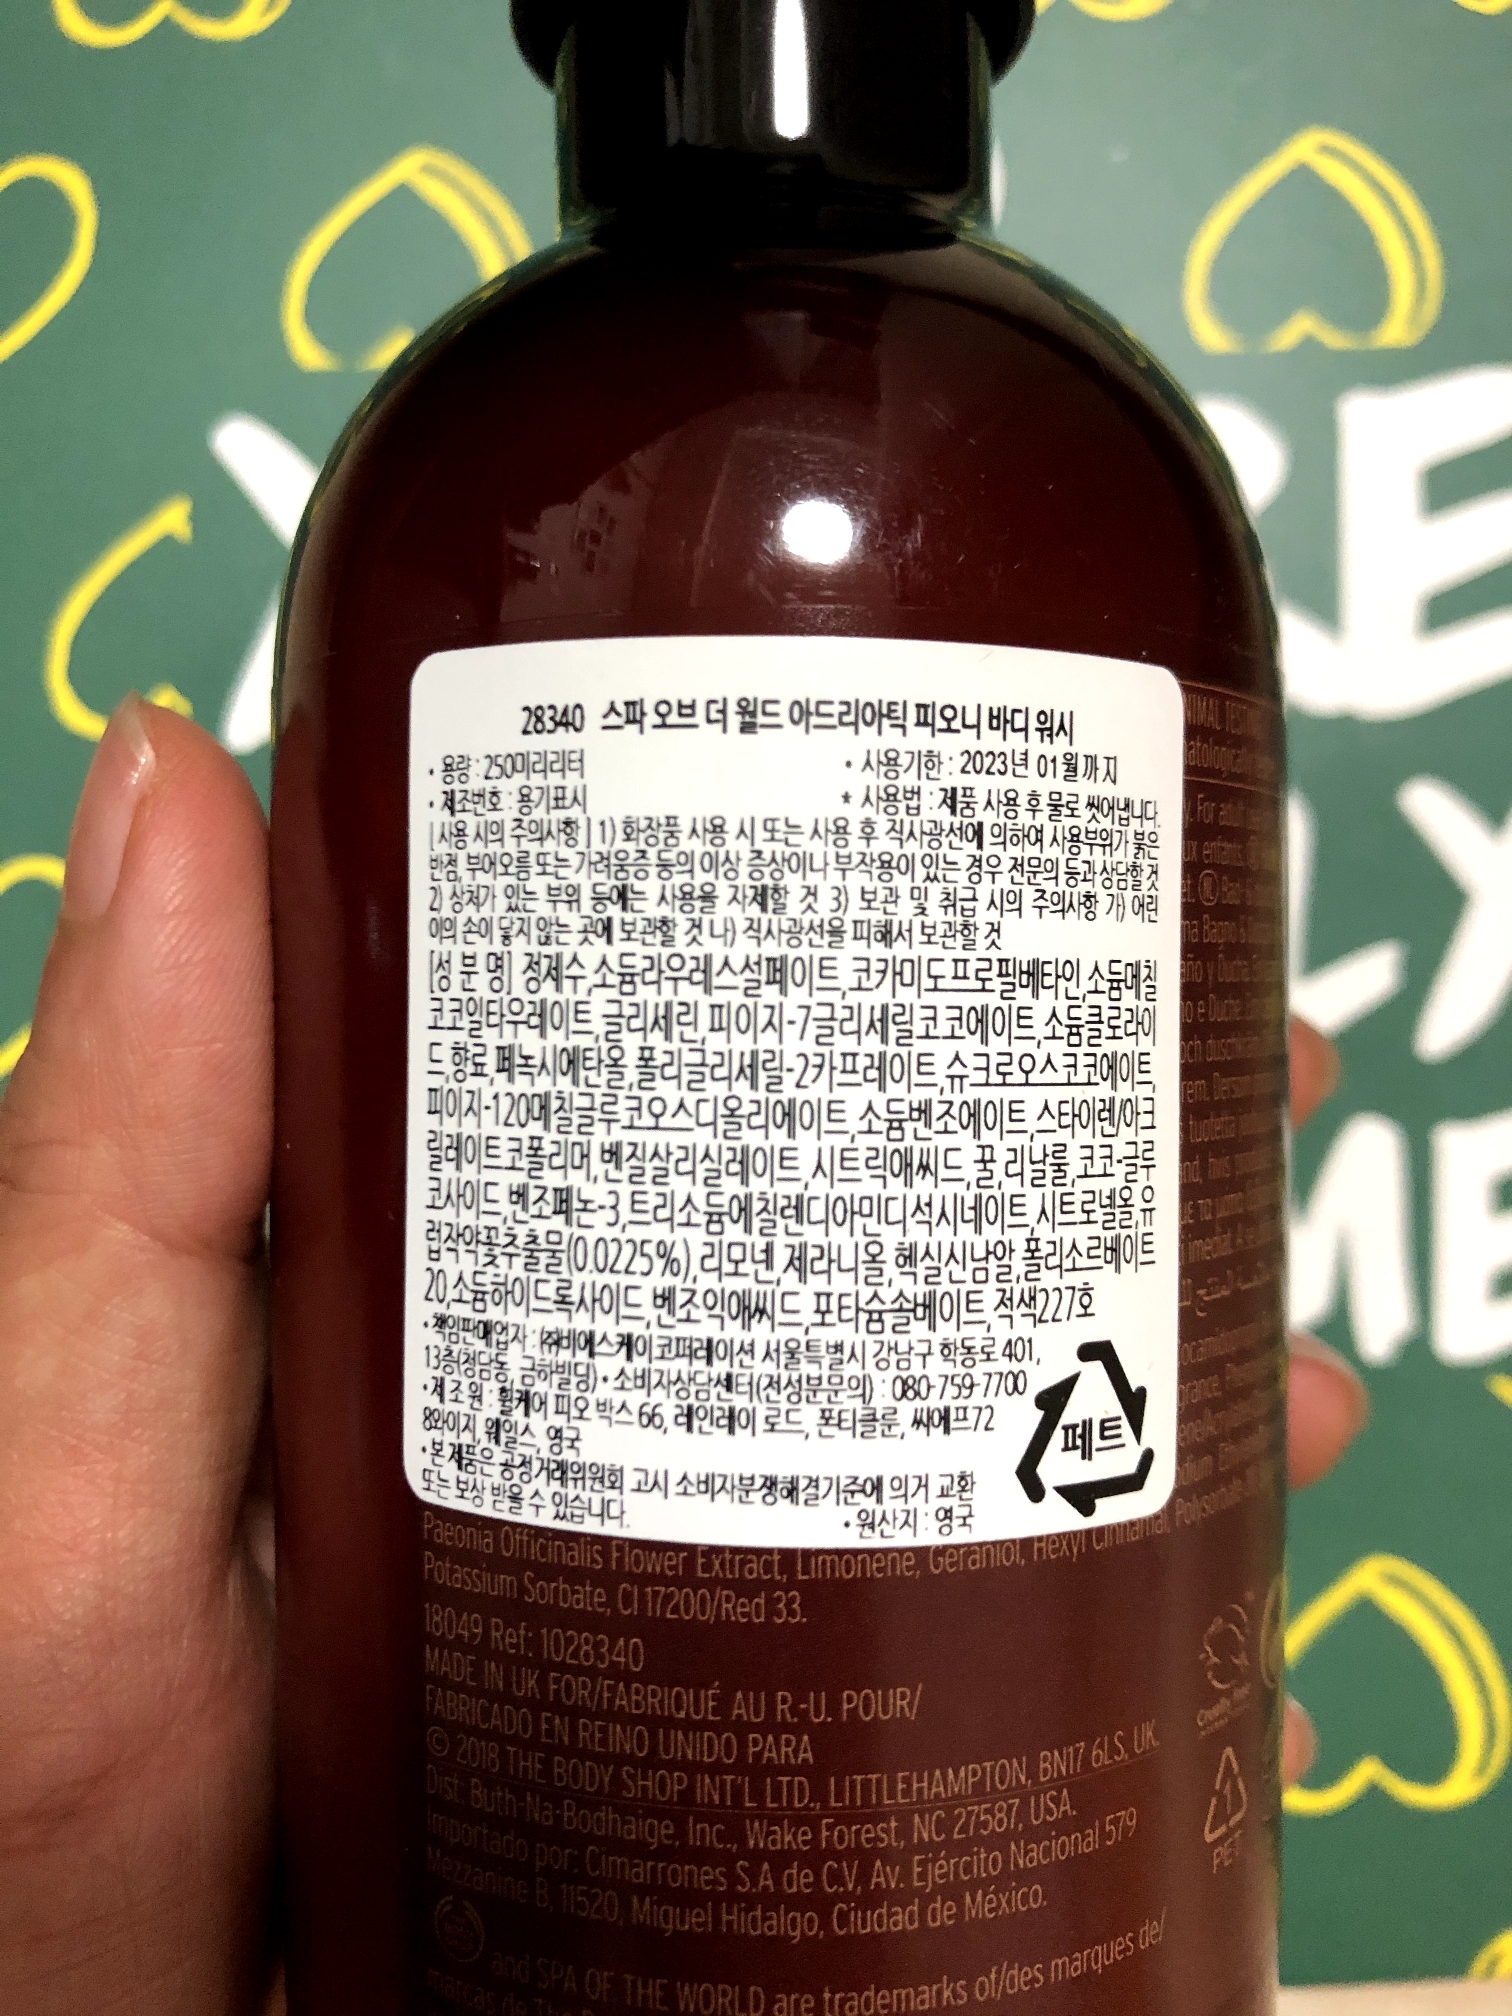 28340 스파 오브 더 월드 아드리아틱 피오니 바디 워시
• 용량 : 250미리리터 • 사용기한 : 2023년 01월까지
• 제조번호 : 용기표시 * 사용법 : 제품 사용 후 물로 씻어냅니다.
[ 사용 시의 주의사항 ] 1) 화장품 사용 시 또는 사용 후 직사광선에 의하여 사용부위가 붉은
반점, 부어오름 또는 가려움증 등의 이상 증상이나 부작용이 있는 경우 전문의 등과 상담할 것
2) 상처가 있는 부위 등에는 사용을 자제할 것 3) 보관 및 취급 시의 주의사항 가) 어린
이의 손이 닿지 않는 곳에 보관할 것 나) 직사광선을 피해서 보관할 것
[성 분 명] 정제수,소듐라우레스설페이트,코카미도프로필베타인,소듐메칠
코코일타우레이트,글리세린,피이지-7글리세릴코코에이트,소듐클로라이
드,향료,페녹시에탄올,폴리글리세릴-2카프레이트,슈크로오스코코에이트,
피이지-120메칠글루코오스디올리에이트,소듐벤조에이트,스타이렌/아크
릴레이트코폴리머,벤질살리실레이트,시트릭애씨드,꿀,리날룰,코코-글루
코사이드,벤조페논-3,트리소듐에칠렌디아민디석시네이트,시트로넬올,유
럽작약꽃추출물(0.0225%),리모넨,제라니올,헥실신남알,폴리소르베이트
20,소듐하이드록사이드,벤조익애씨드,포타슘솔베이트,적색227호
• 책임판매업자 : ㈜비에스케이코퍼레이션 서울특별시 강남구 학동로 401,
13층(청담동, 금하빌딩) • 소비자상담센터(전성분문의) : 080-759-7700
• 제 조 원 : 휠케어 피오 박스 66, 레인레이 로드, 폰티클룬, 씨에프72
8와이지, 웨일스, 영국
• 본 제품은 공정거래위원회 고시 소비자분쟁해결기준에 의거 교환
또는 보상 받을 수 있습니다. • 원산지 : 영국
페트
Paeonia Officinalis Flower Extract, Limonene, Geraniol, Hexyl Cinnamal,
Potassium Sorbate, CI 17200/Red 33.
18049 Ref: 1028340
MADE IN UK FOR/FABRIQUÉ AU R.-U. POUR/
FABRICADO EN REINO UNIDO PARA
© 2018 THE BODY SHOP INT'L LTD., LITTLEHAMPTON, BN17 6LS, UK.
Dist. Buth-Na-Bodhaige, Inc., Wake Forest, NC 27587, USA.
Importado por: Cimarrones S.A de C.V, Av. Ejército Nacional 579
Mezzanine B, 11520, Miguel Hidalgo, Ciudad de México.
and SPA OF THE WORLD are trademarks of/des marques de/
1
PET